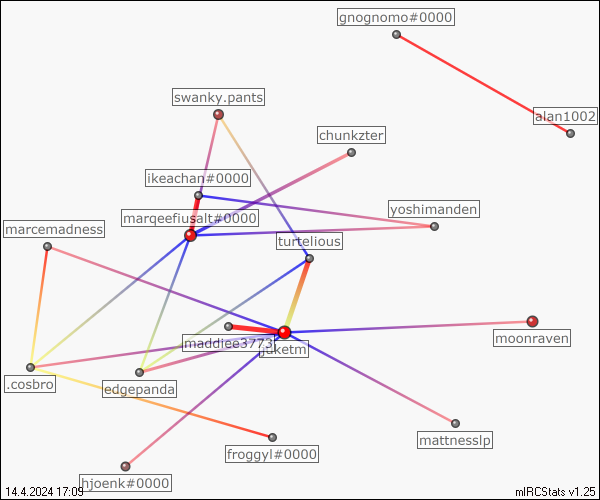 gnognomo#0000
swanky.pants
alan1002
chunkzter
ikeachan#0000
yoshimanden
marqeefiusalt#0000
marcemadness
turtelious
maddiee3773
juketm
moonraven
.cosbro
edgepanda
mattnesslp
froggyl#0000
hjoenk#0000
14.4.2024 17:09
mIRCStats v1.25